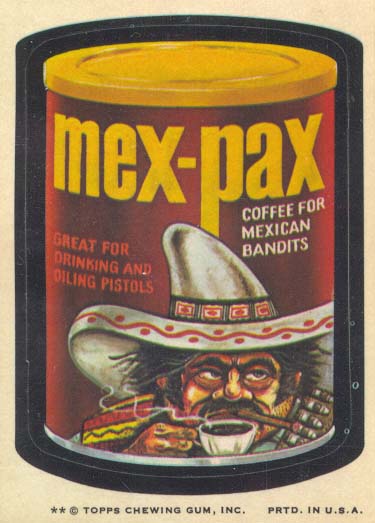 mex-pax
COFFEE FOR
MEXICAN
BANDITS
GREAT FOR
DRINKING AND
OILING PISTOLS
** © TOPPS CHEWING GUM, INC. PRTD. IN U.S.A.